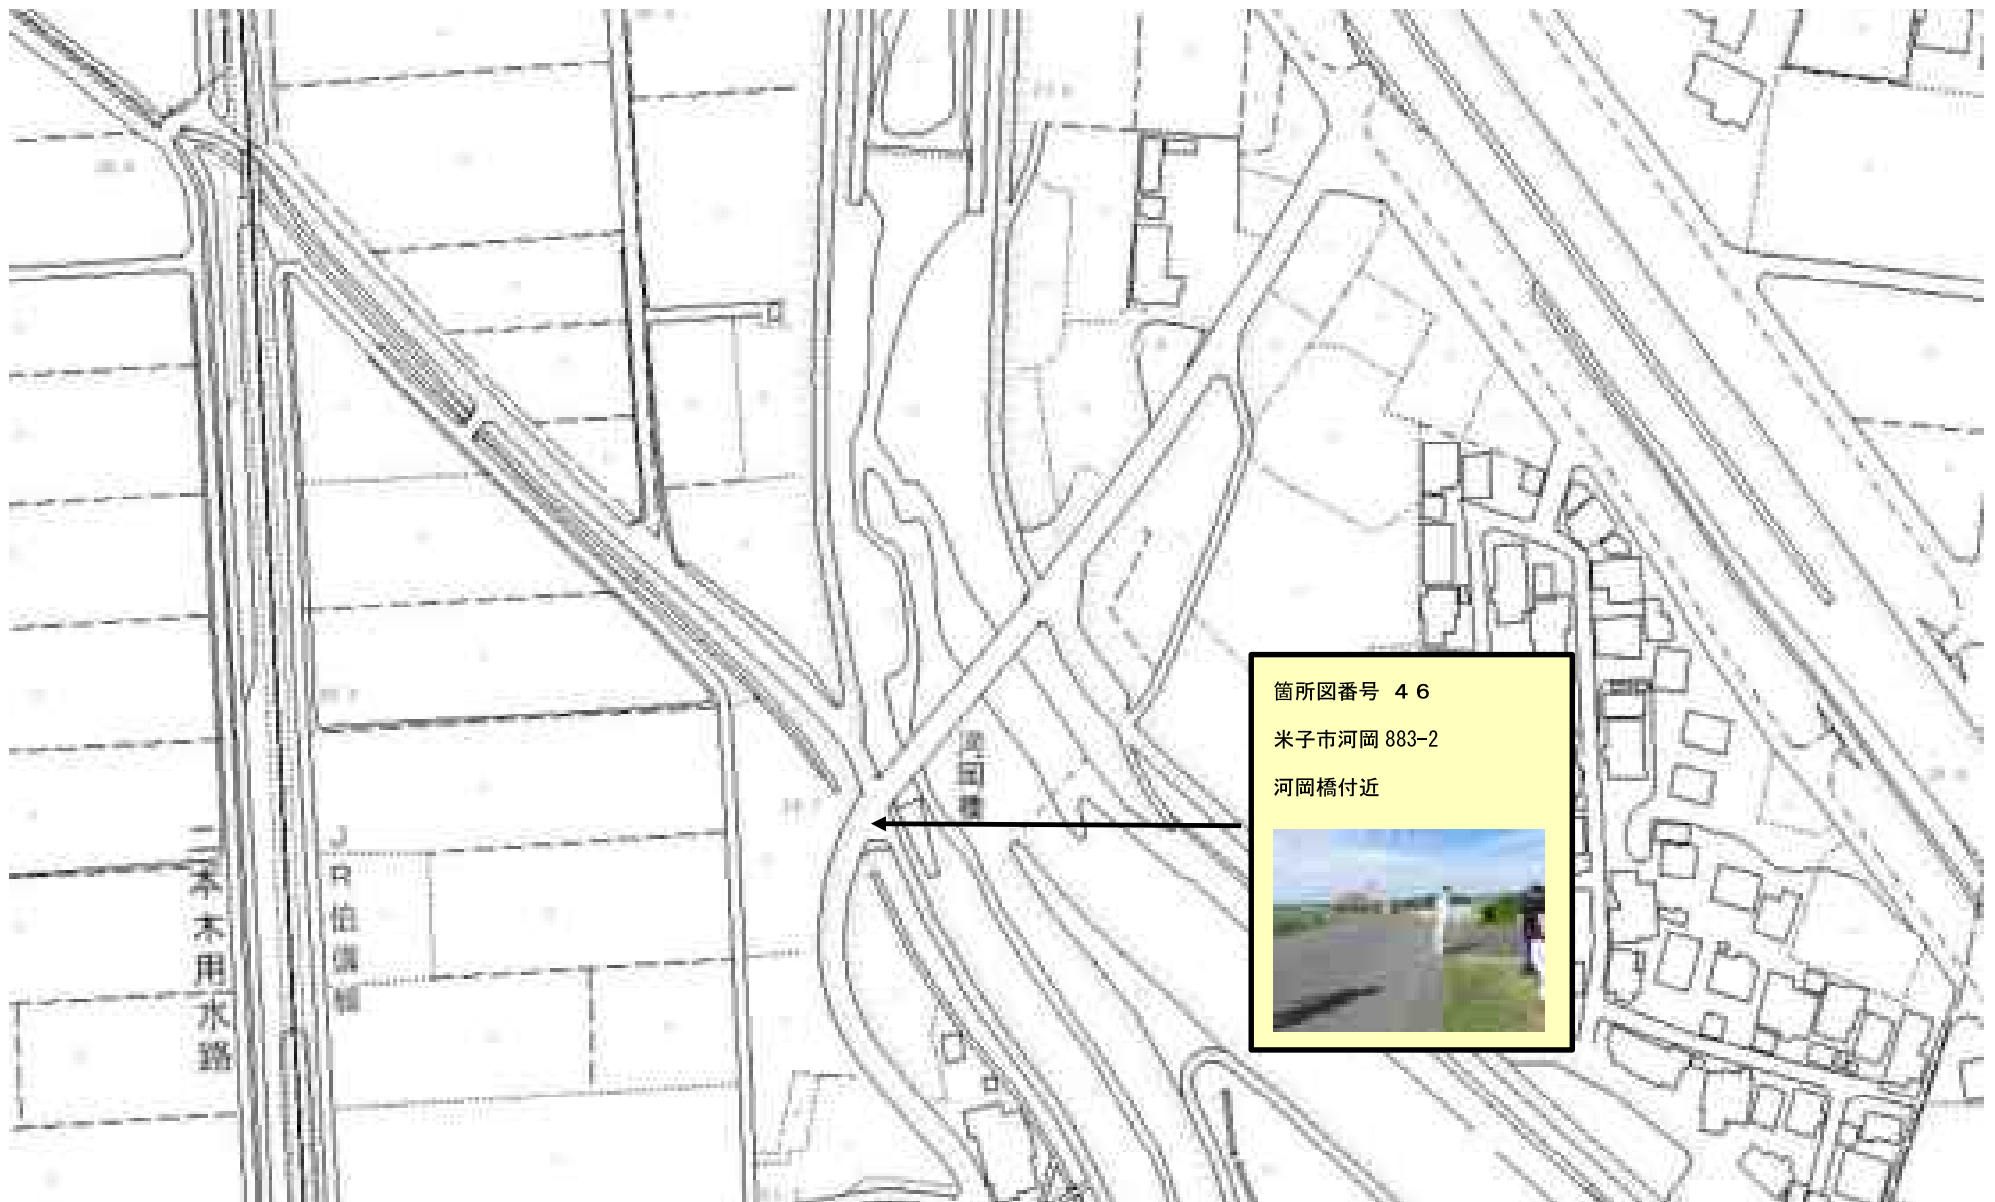 箇所図番号 ４６
米子市河岡 883-2
河岡橋付近
河岡橋
ＪＲ伯備線
二本木用水路